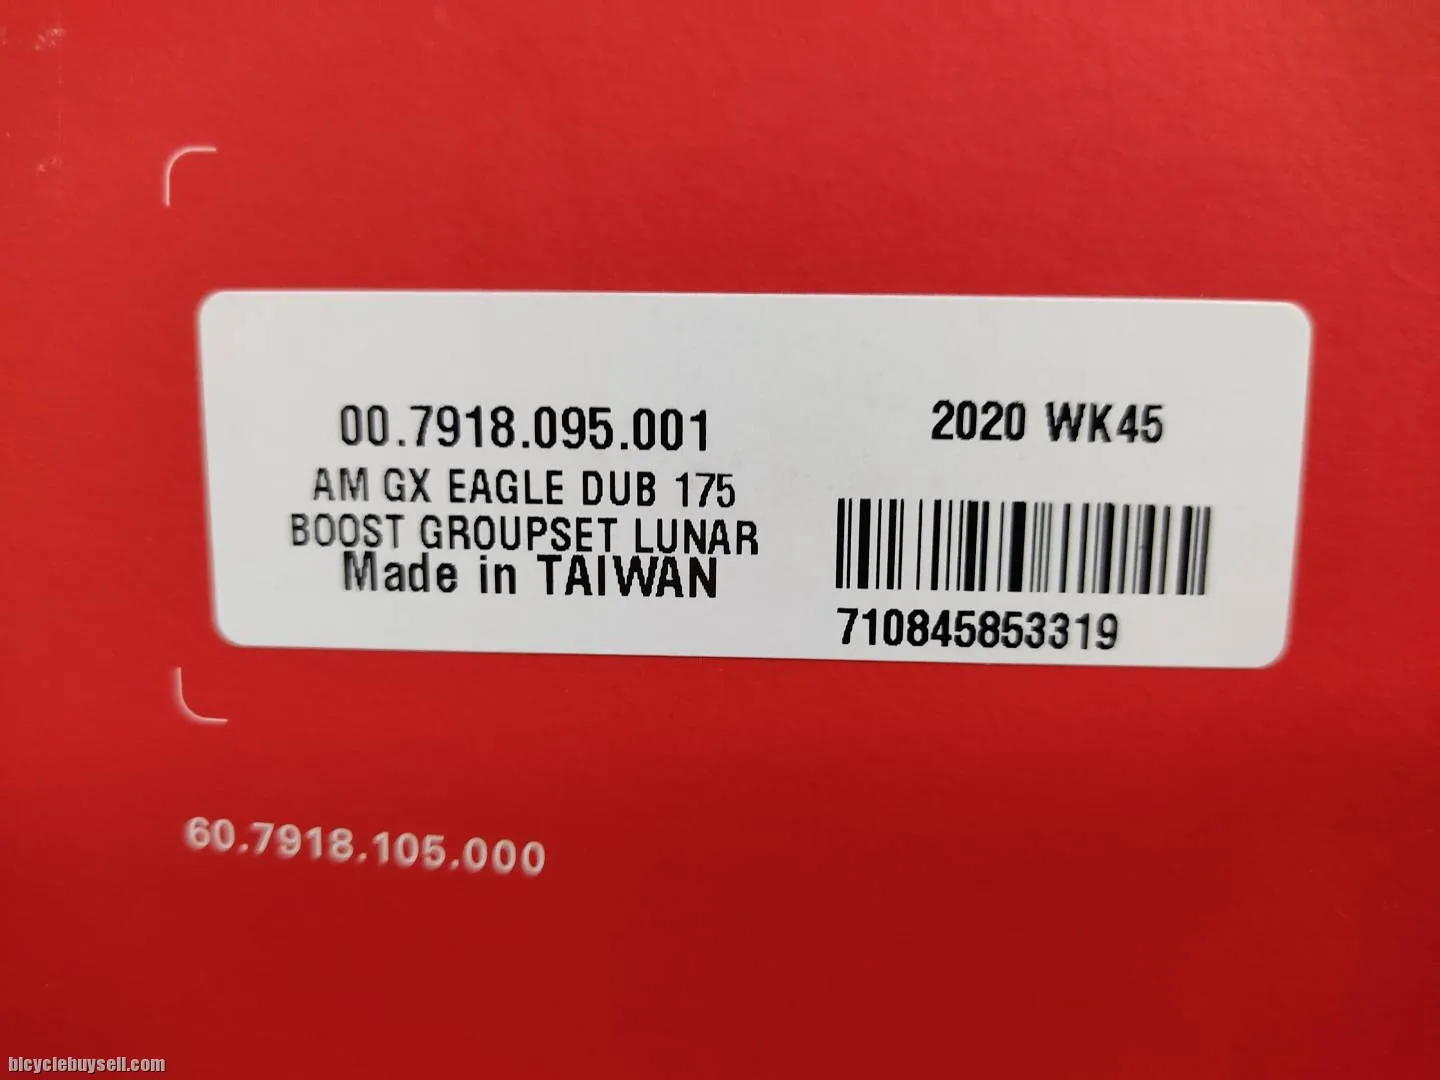 00.7918.095.001
AM GX EAGLE DUB 175
BOOST GROUPSET LUNAR
Made in TAIWAN
2020 WK45
710845853319
60.7918.105.000
bicyclebuysell.com